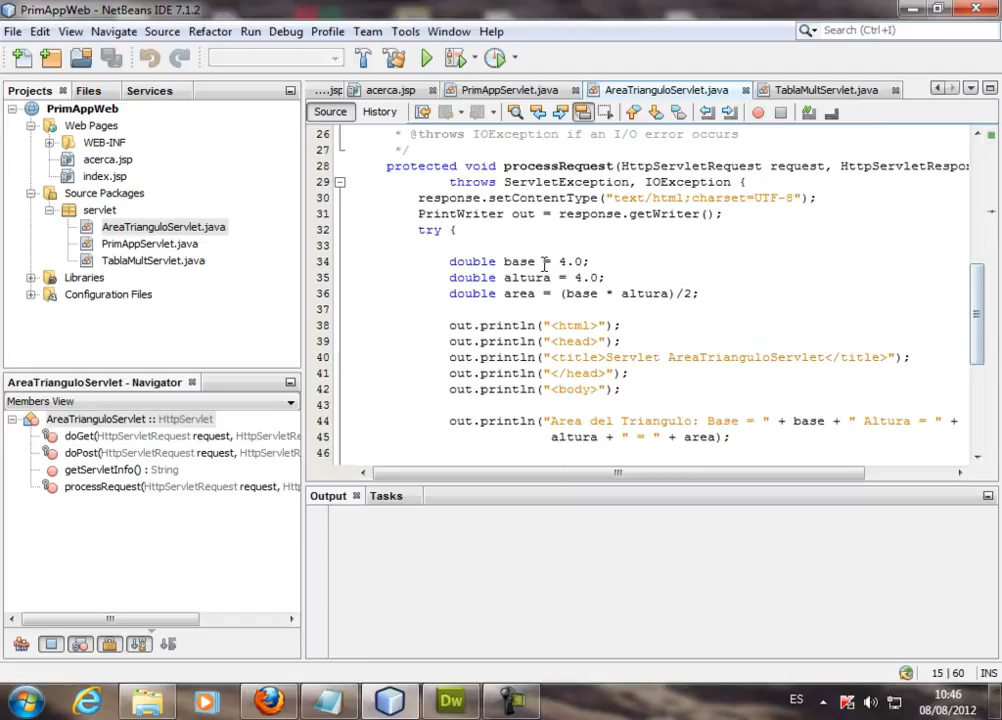 PrimAppWeb - NetBeans IDE 7.1.2
File Edit View Navigate Source Refactor Run Debug Profile Team Tools Window Help
Search (Ctrl+I)
Projects Files Services
....jsp acerca.jsp PrimAppServlet.java AreaTrianguloServlet.java TablaMultServlet.java
PrimAppWeb
Web Pages
WEB-INF
acerca.jsp
index.jsp
Source Packages
servlet
AreaTrianguloServlet.java
PrimAppServlet.java
TablaMultServlet.java
Libraries
Configuration Files
Source History
26 * @throws IOException if an I/O error occurs
27 */
28 protected void processRequest(HttpServletRequest request, HttpServletRespon
29 throws ServletException, IOException {
30 response.setContentType("text/html;charset=UTF-8");
31 PrintWriter out = response.getWriter();
32 try {
33
34 double base = 4.0;
35 double altura = 4.0;
36 double area = (base * altura)/2;
37
38 out.println("<html>");
39 out.println("<head>");
40 out.println("<title>Servlet AreaTrianguloServlet</title>");
41 out.println("</head>");
42 out.println("<body>");
43
44 out.println("Area del Triangulo: Base = " + base + " Altura = " +
45 altura + " = " + area);
46
AreaTrianguloServlet - Navigator
Members View
AreaTrianguloServlet :: HttpServlet
doGet(HttpServletRequest request, HttpServletRe
doPost(HttpServletRequest request, HttpServletR
getServletInfo() : String
processRequest(HttpServletRequest request, Http
Output Tasks
15 | 60 INS
Dw
ES
10:46
08/08/2012